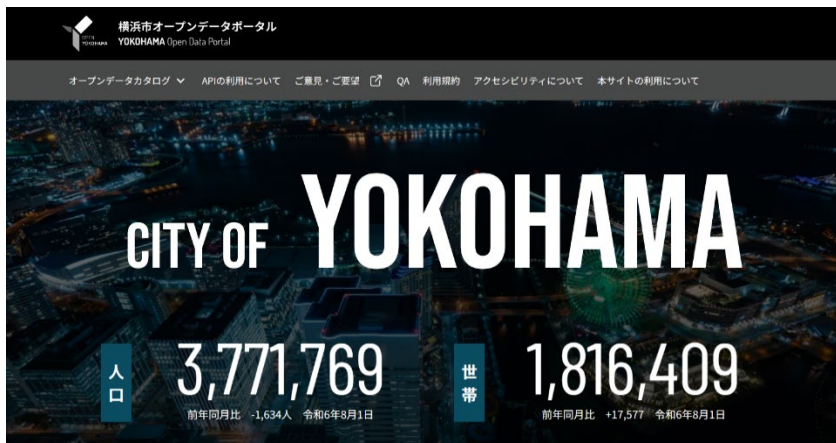 横浜市オープンデータポータル
OPEN YOKOHAMA
YOKOHAMA Open Data Portal
オープンデータカタログ APIの利用について ご意見・ご要望 QA 利用規約 アクセシビリティについて 本サイトの利用について
CITY OF YOKOHAMA
人口 3,771,769
前年同月比 -1,634人 令和6年8月1日
世帯 1,816,409
前年同月比 +17,577 令和6年8月1日